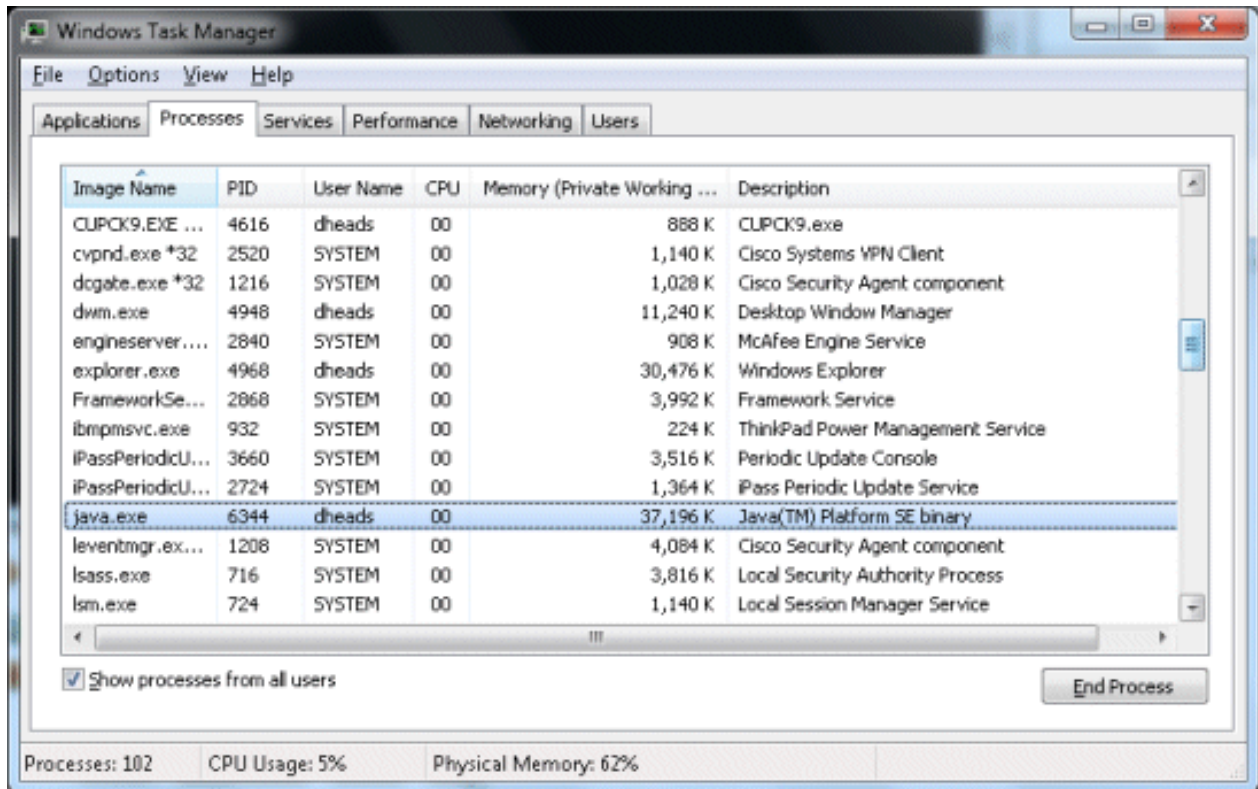 Windows Task Manager
File Options View Help
Applications Processes Services Performance Networking Users
Image Name PID User Name CPU Memory (Private Working ... Description
CUPCK9.EXE ... 4616 dheads 00 888 K CUPCK9.exe
cvpnd.exe *32 2520 SYSTEM 00 1,140 K Cisco Systems VPN Client
dcgate.exe *32 1216 SYSTEM 00 1,028 K Cisco Security Agent component
dwm.exe 4948 dheads 00 11,240 K Desktop Window Manager
engineserver.... 2840 SYSTEM 00 908 K McAfee Engine Service
explorer.exe 4968 dheads 00 30,476 K Windows Explorer
FrameworkSe... 2868 SYSTEM 00 3,992 K Framework Service
ibmpmsvc.exe 932 SYSTEM 00 224 K ThinkPad Power Management Service
iPassPeriodicU... 3660 SYSTEM 00 3,516 K Periodic Update Console
iPassPeriodicU... 2724 SYSTEM 00 1,364 K iPass Periodic Update Service
java.exe 6344 dheads 00 37,196 K Java(TM) Platform SE binary
leventmgr.ex... 1208 SYSTEM 00 4,084 K Cisco Security Agent component
lsass.exe 716 SYSTEM 00 3,816 K Local Security Authority Process
lsm.exe 724 SYSTEM 00 1,140 K Local Session Manager Service
Show processes from all users
End Process
Processes: 102 CPU Usage: 5% Physical Memory: 62%